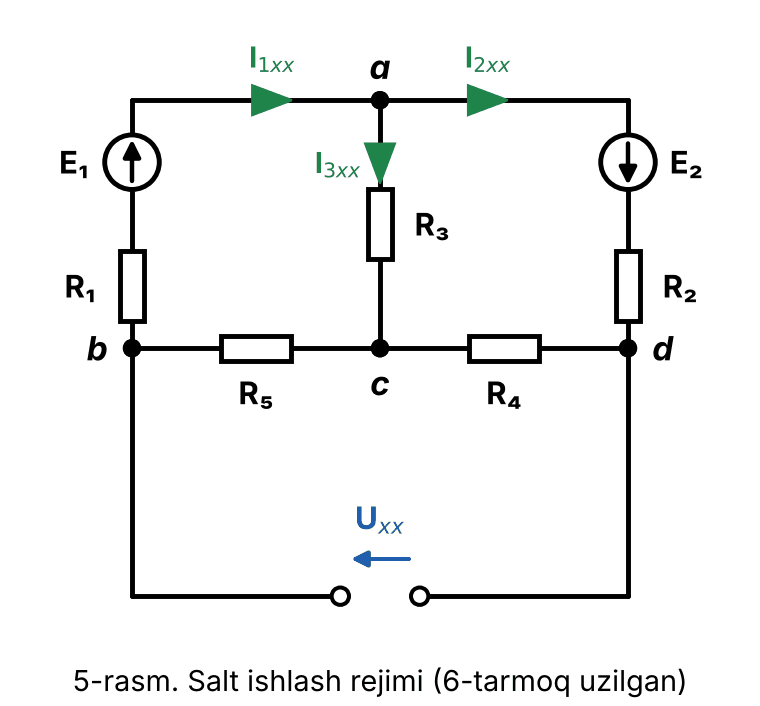 I₁xx
a
I₂xx
E₁
I₃xx
E₂
R₃
R₁
R₂
b
d
R₅
c
R₄
Uxx
5-rasm. Salt ishlash rejimi (6-tarmoq uzilgan)